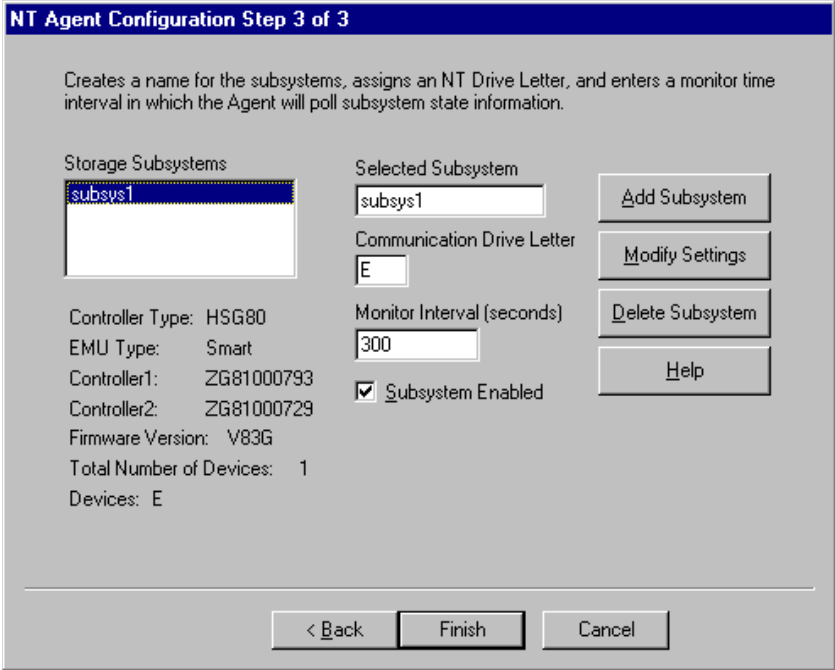 NT Agent Configuration Step 3 of 3
Creates a name for the subsystems, assigns an NT Drive Letter, and enters a monitor time
interval in which the Agent will poll subsystem state information.
Storage Subsystems
subsys1
Selected Subsystem
subsys1
Communication Drive Letter
E
Monitor Interval (seconds)
300
Subsystem Enabled
Add Subsystem
Modify Settings
Delete Subsystem
Help
Controller Type: HSG80
EMU Type: Smart
Controller1: ZG81000793
Controller2: ZG81000729
Firmware Version: V83G
Total Number of Devices: 1
Devices: E
< Back
Finish
Cancel